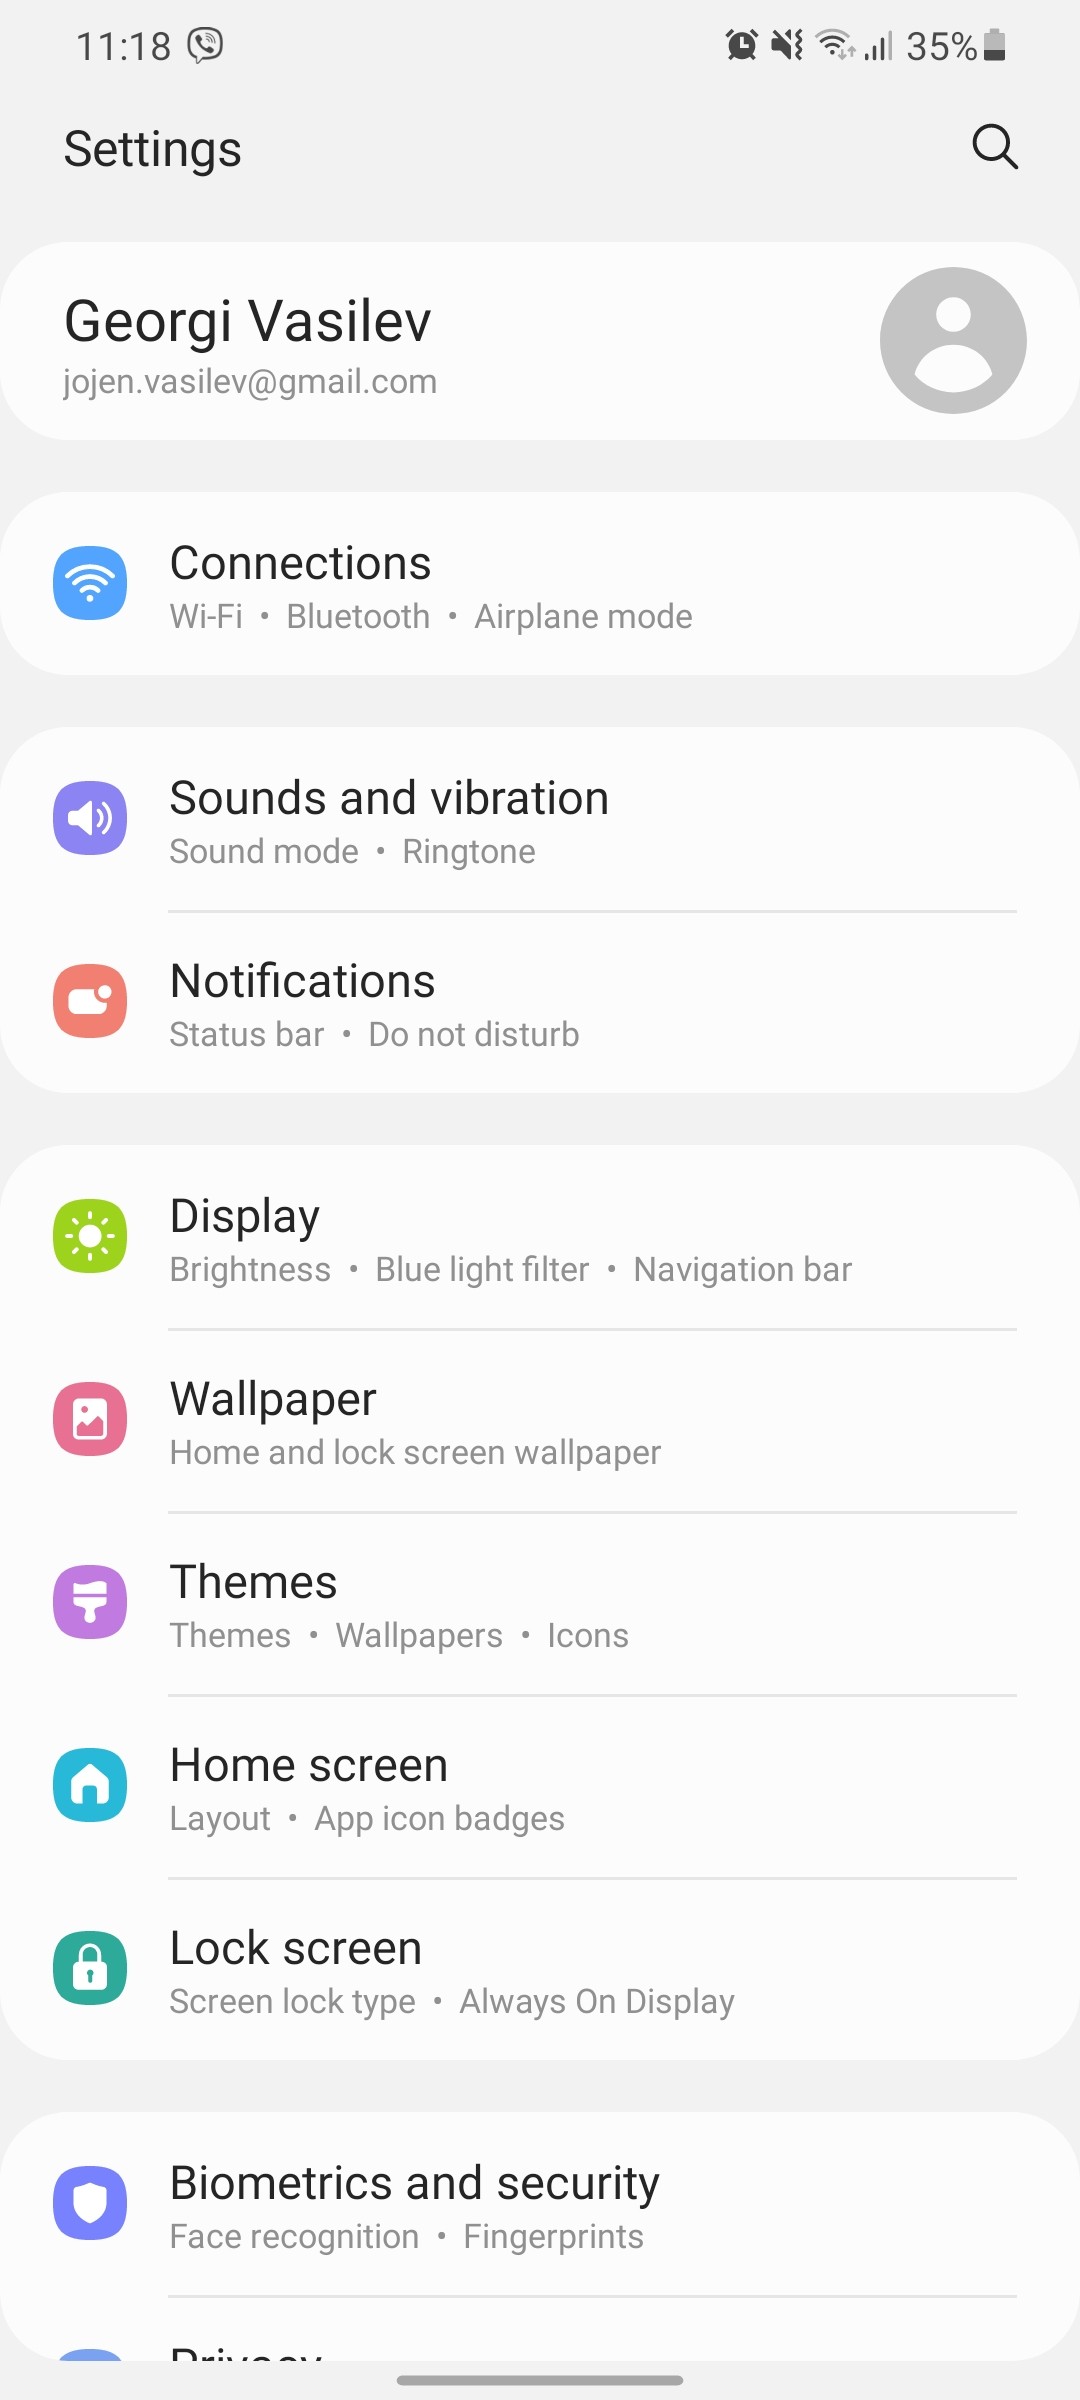 11:18 35%
Settings
Georgi Vasilev
jojen.vasilev@gmail.com
Connections
Wi-Fi • Bluetooth • Airplane mode
Sounds and vibration
Sound mode • Ringtone
Notifications
Status bar • Do not disturb
Display
Brightness • Blue light filter • Navigation bar
Wallpaper
Home and lock screen wallpaper
Themes
Themes • Wallpapers • Icons
Home screen
Layout • App icon badges
Lock screen
Screen lock type • Always On Display
Biometrics and security
Face recognition • Fingerprints
Privacy